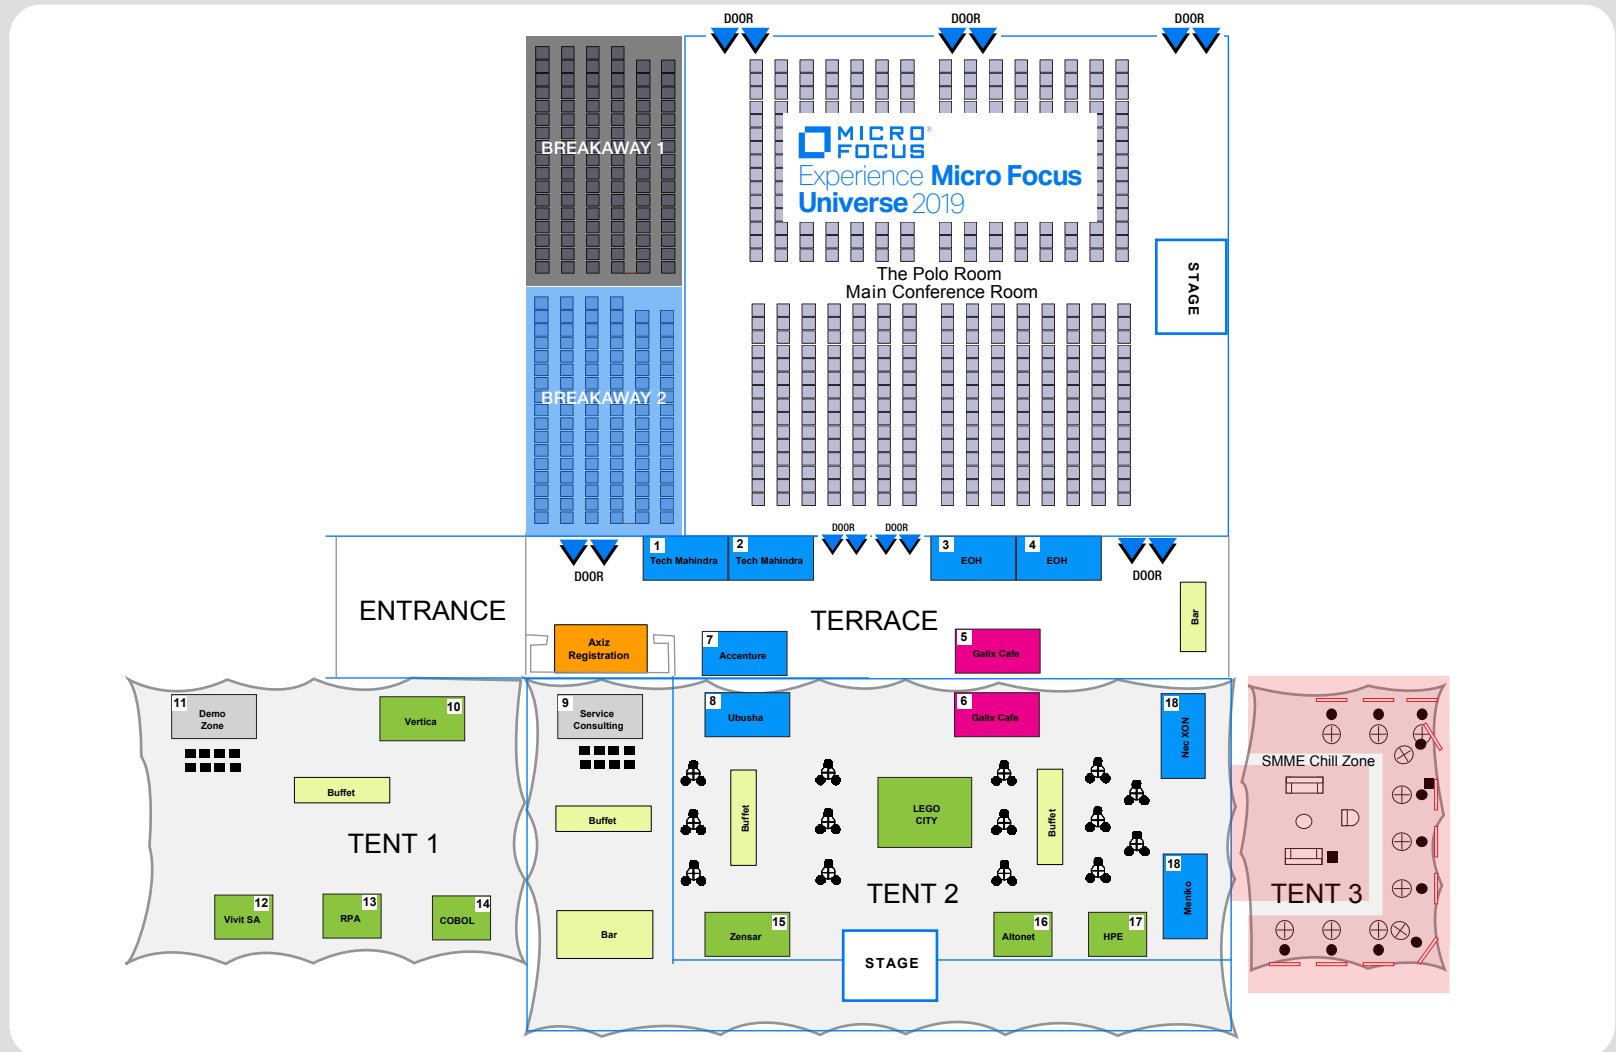 DOOR
DOOR
DOOR
BREAKAWAY 1
MICRO
FOCUS
Experience Micro Focus
Universe 2019
The Polo Room
Main Conference Room
STAGE
BREAKAWAY 2
DOOR
DOOR
DOOR
DOOR
1
Tech Mahindra
2
Tech Mahindra
3
EOH
4
EOH
ENTRANCE
TERRACE
Bar
Axiz
Registration
7
Accenture
5
Galix Cafe
11
Demo
Zone
10
Vertica
9
Service
Consulting
8
Ubusha
6
Galix Cafe
18
Nec XON
SMME Chill Zone
Buffet
Buffet
Buffet
LEGO
CITY
Buffet
TENT 1
TENT 2
TENT 3
18
Meniko
12
Vivit SA
13
RPA
14
COBOL
Bar
15
Zensar
16
Altonet
17
HPE
STAGE